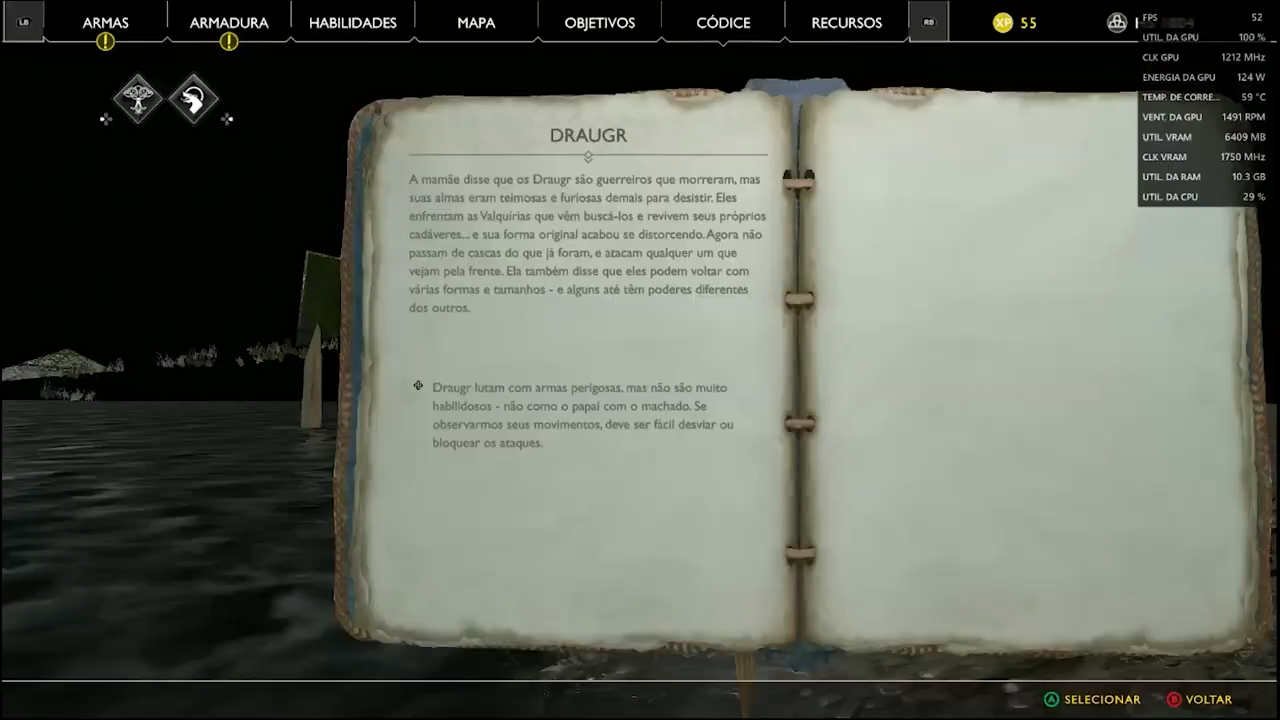 LB
ARMAS
ARMADURA
HABILIDADES
MAPA
OBJETIVOS
CÓDICE
RECURSOS
RB
XP 55
FPS 52
UTIL. DA GPU 100 %
CLK GPU 1212 MHz
ENERGIA DA GPU 124 W
TEMP. DE CORRE... 59 °C
VENT. DA GPU 1491 RPM
UTIL. VRAM 6409 MB
CLK VRAM 1750 MHz
UTIL. DA RAM 10.3 GB
UTIL. DA CPU 29 %
DRAUGR
A mamãe disse que os Draugr são guerreiros que morreram, mas
suas almas eram teimosas e furiosas demais para desistir. Eles
enfrentam as Valquírias que vêm buscá-los e revivem seus próprios
cadáveres... e sua forma original acabou se distorcendo. Agora não
passam de cascas do que já foram, e atacam qualquer um que
vejam pela frente. Ela também disse que eles podem voltar com
várias formas e tamanhos - e alguns até têm poderes diferentes
dos outros.
Draugr lutam com armas perigosas, mas não são muito
habilidosos - não como o papai com o machado. Se
observarmos seus movimentos, deve ser fácil desviar ou
bloquear os ataques.
A SELECIONAR
B VOLTAR